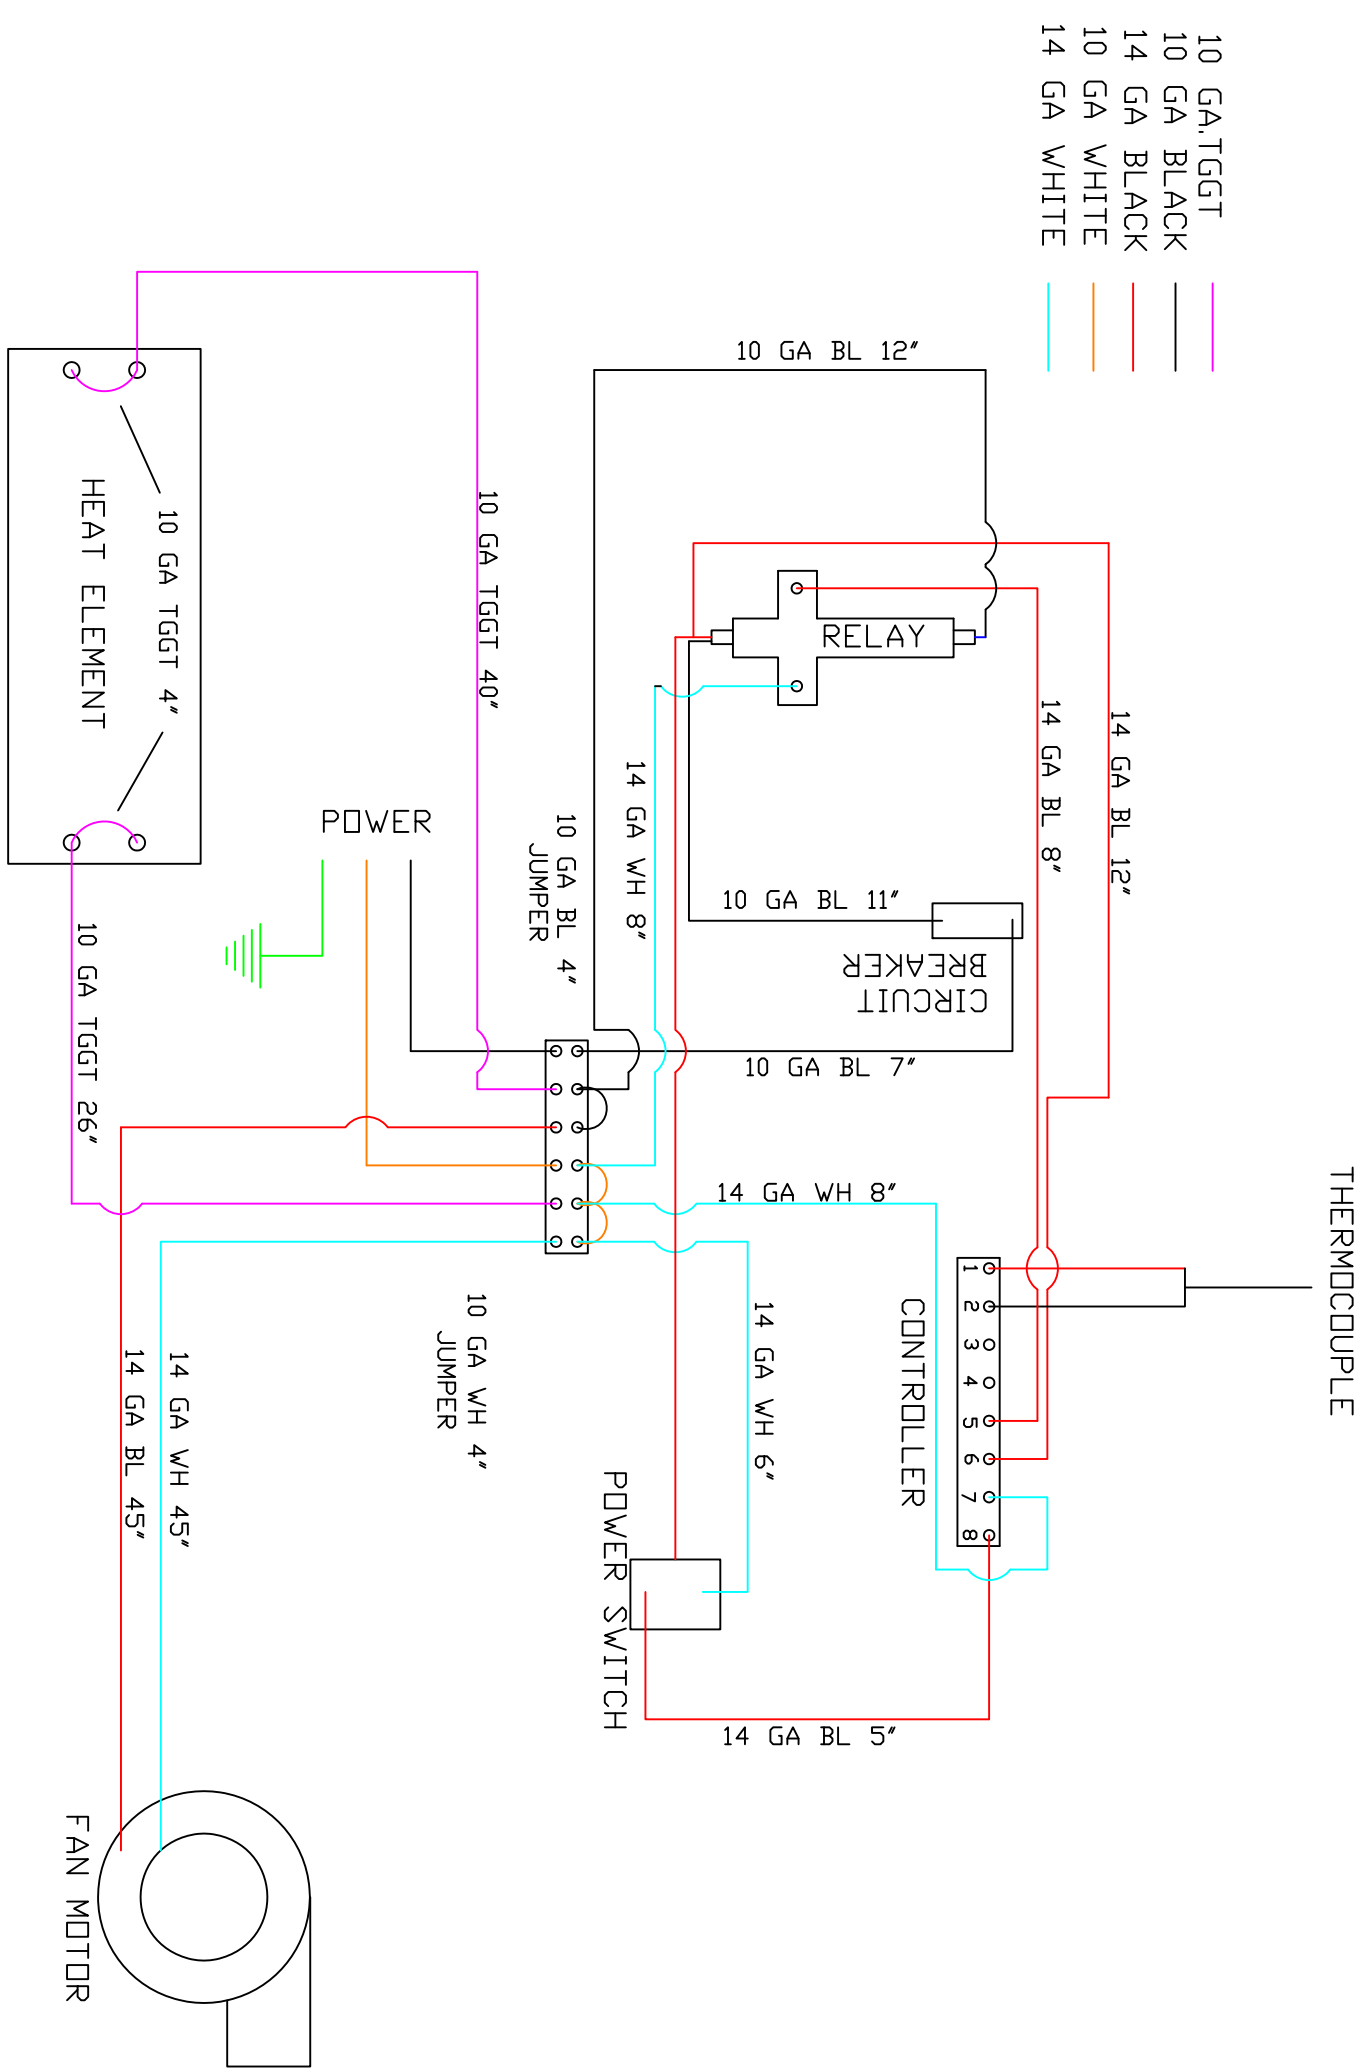 10 GA.TGGT
10 GA BLACK
14 GA BLACK
10 GA WHITE
14 GA WHITE
THERMOCOUPLE
14 GA BL 12"
14 GA BL 8"
10 GA BL 12"
RELAY
10 GA BL 11"
CIRCUIT
BREAKER
10 GA BL 7"
14 GA WH 8"
10 GA BL 4"
JUMPER
10 GA TGGT 40"
POWER
10 GA TGGT 4"
HEAT ELEMENT
10 GA TGGT 26"
14 GA WH 8"
1
2
3
4
5
6
7
8
CONTROLLER
14 GA WH 6"
POWER SWITCH
14 GA BL 5"
10 GA WH 4"
JUMPER
14 GA WH 45"
14 GA BL 45"
FAN MOTOR